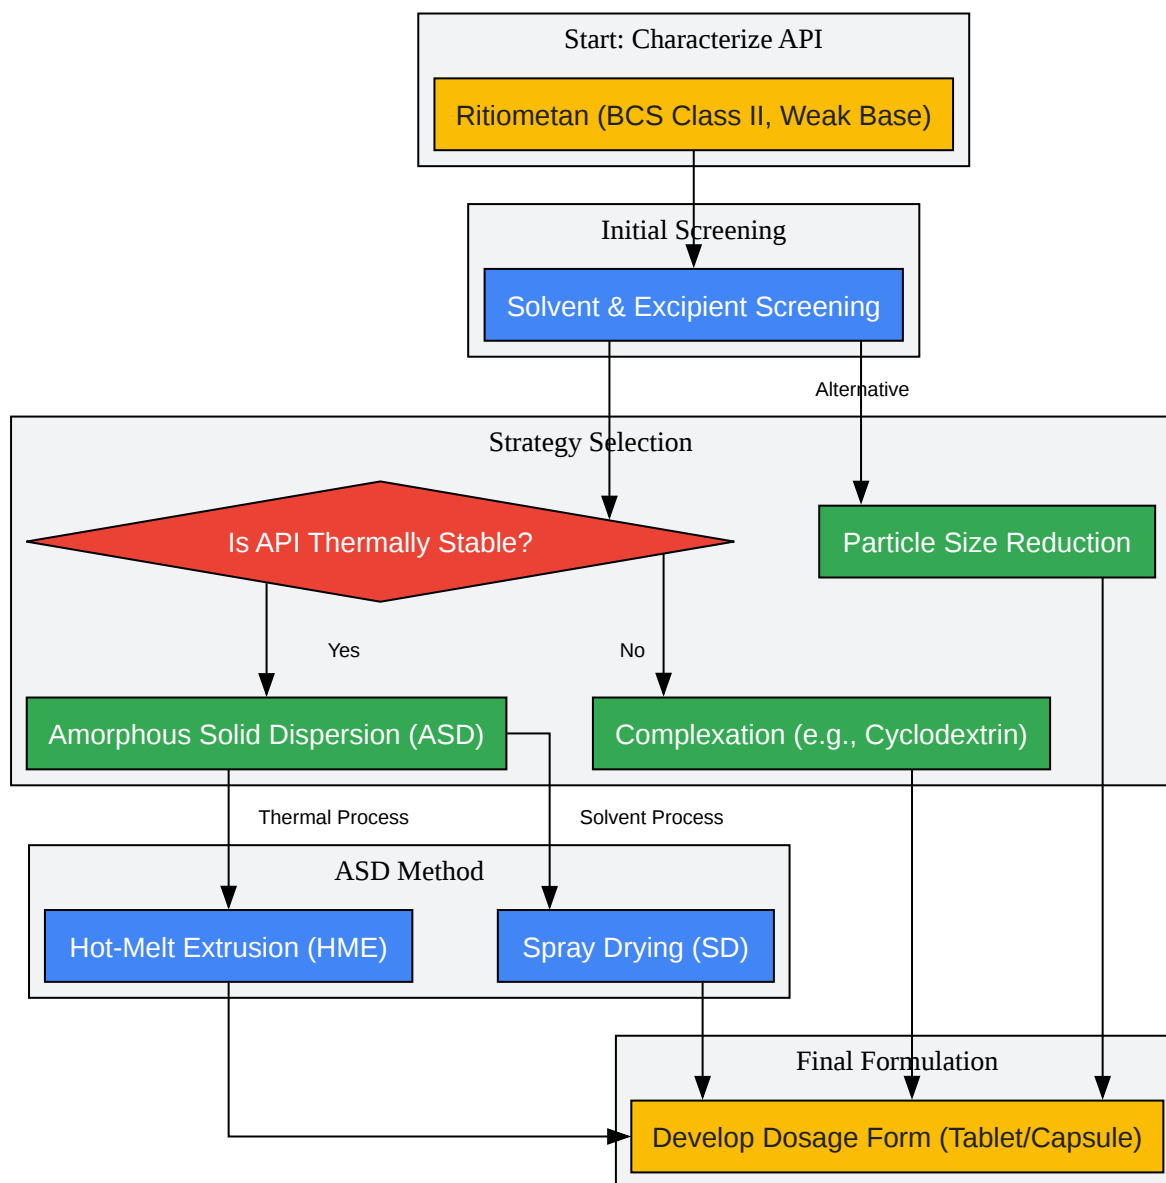 Start: Characterize API
Ritiometan (BCS Class II, Weak Base)
Initial Screening
Solvent & Excipient Screening
Alternative
Strategy Selection
Is API Thermally Stable?
Particle Size Reduction
Yes
No
Amorphous Solid Dispersion (ASD)
Complexation (e.g., Cyclodextrin)
Thermal Process
Solvent Process
ASD Method
Hot-Melt Extrusion (HME)
Spray Drying (SD)
Final Formulation
Develop Dosage Form (Tablet/Capsule)